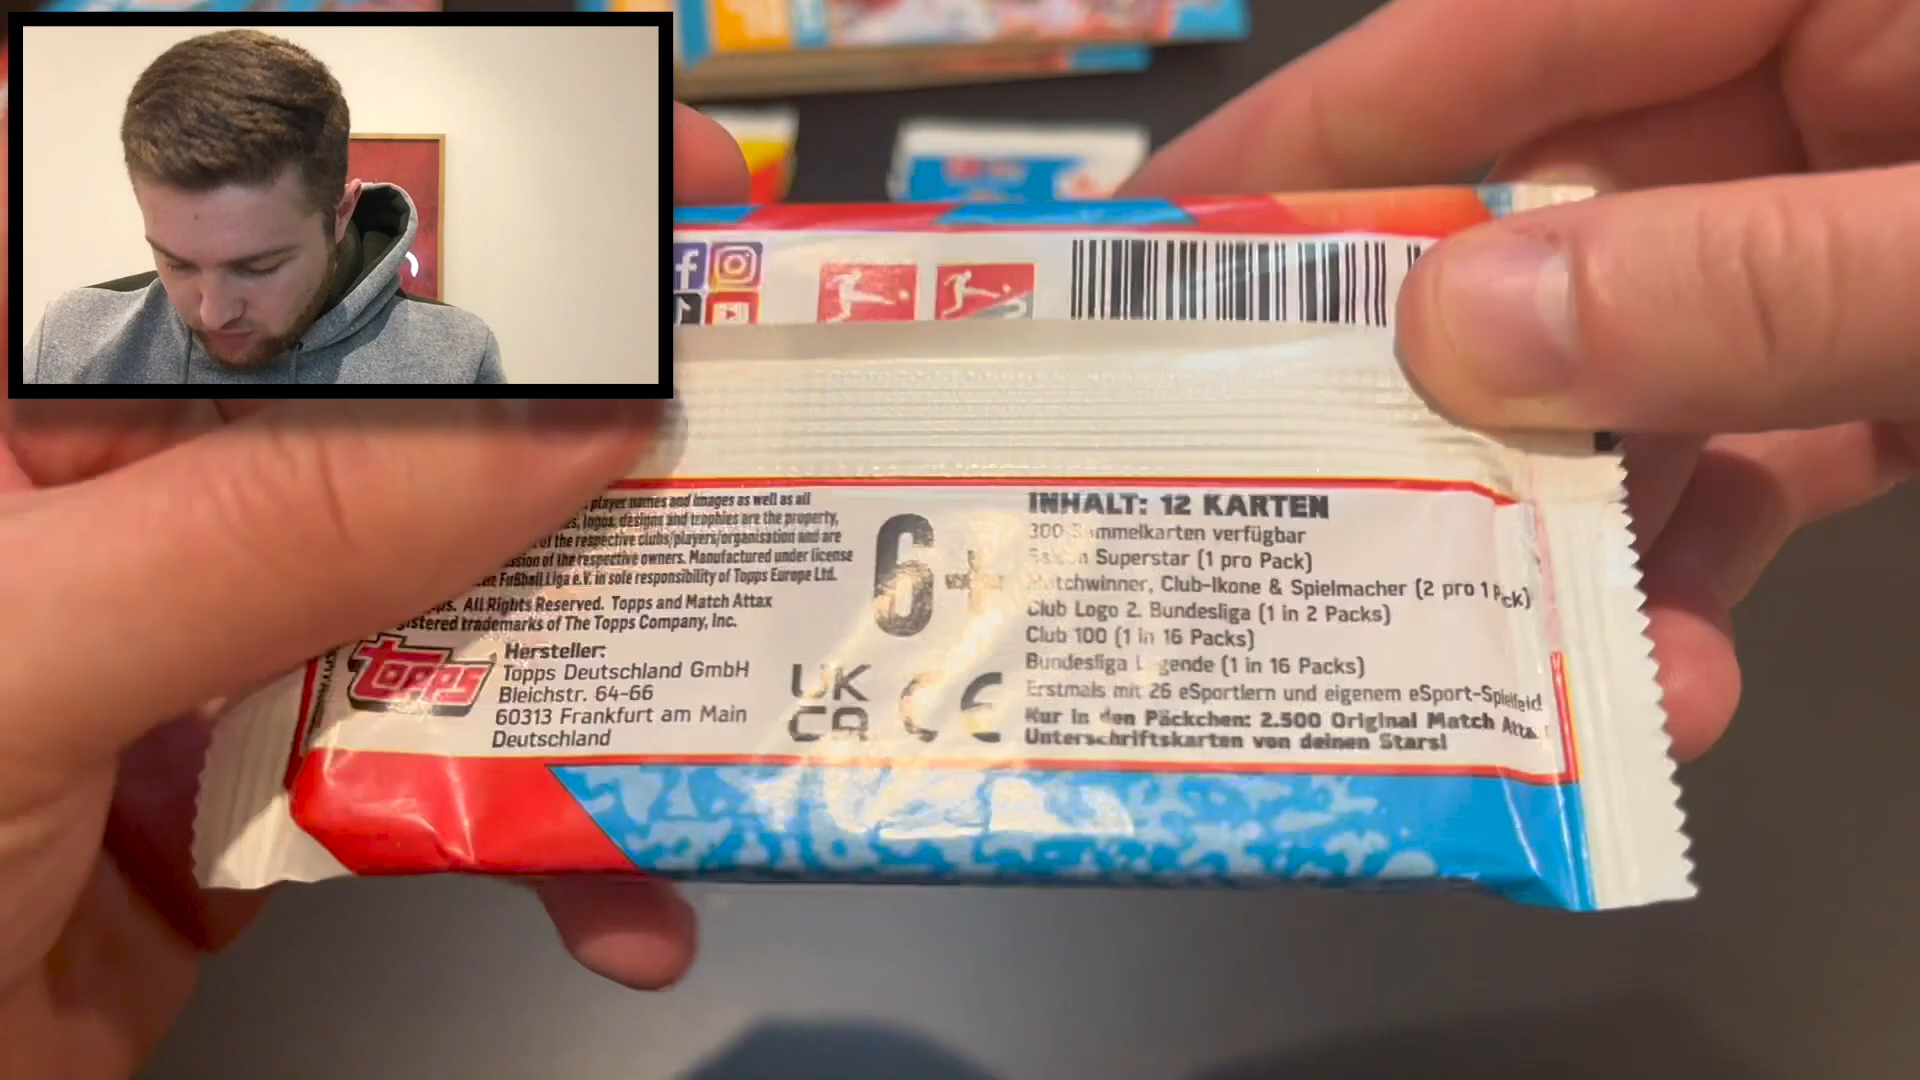 player names and images as well as all
logos, designs and trophies are the property,
of the respective clubs/players/organisation and are
of the respective owners. Manufactured under license
Fußball Liga e.V. in sole responsibility of Topps Europe Ltd.
All Rights Reserved. Topps and Match Attax
trademarks of The Topps Company, Inc.
topps
Hersteller:
Topps Deutschland GmbH
Bleichstr. 64-66
60313 Frankfurt am Main
Deutschland
6+
UK
CA
CE
INHALT: 12 KARTEN
300 verfügbar
Superstar (1 pro Pack)
Club-Ikone & Spielmacher (2 pro 1
Club Logo 2. Bundesliga (1 in 2 Packs)
Club 100 (1 in 16 Packs)
Bundesliga (1 in 16 Packs)
Erstmals mit 26 eSportlern und eigenem eSport-Spielfeld
Nur in den Päckchen: 2.500 Original Match
Unterschriftskarten von deinen Stars!